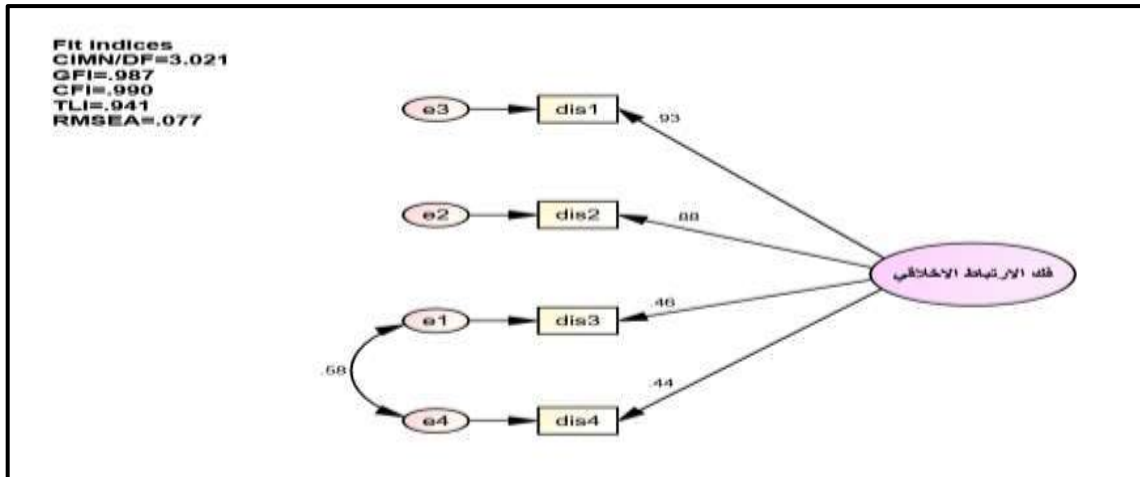 Fit Indices
CIMN/DF=3.021
GFI=.987
CFI=.990
TLI=.941
RMSEA=.077
e3
dis1
.93
e2
dis2
.88
فك الارتباط الاخلاقي
e1
dis3
.46
.58
.44
e4
dis4